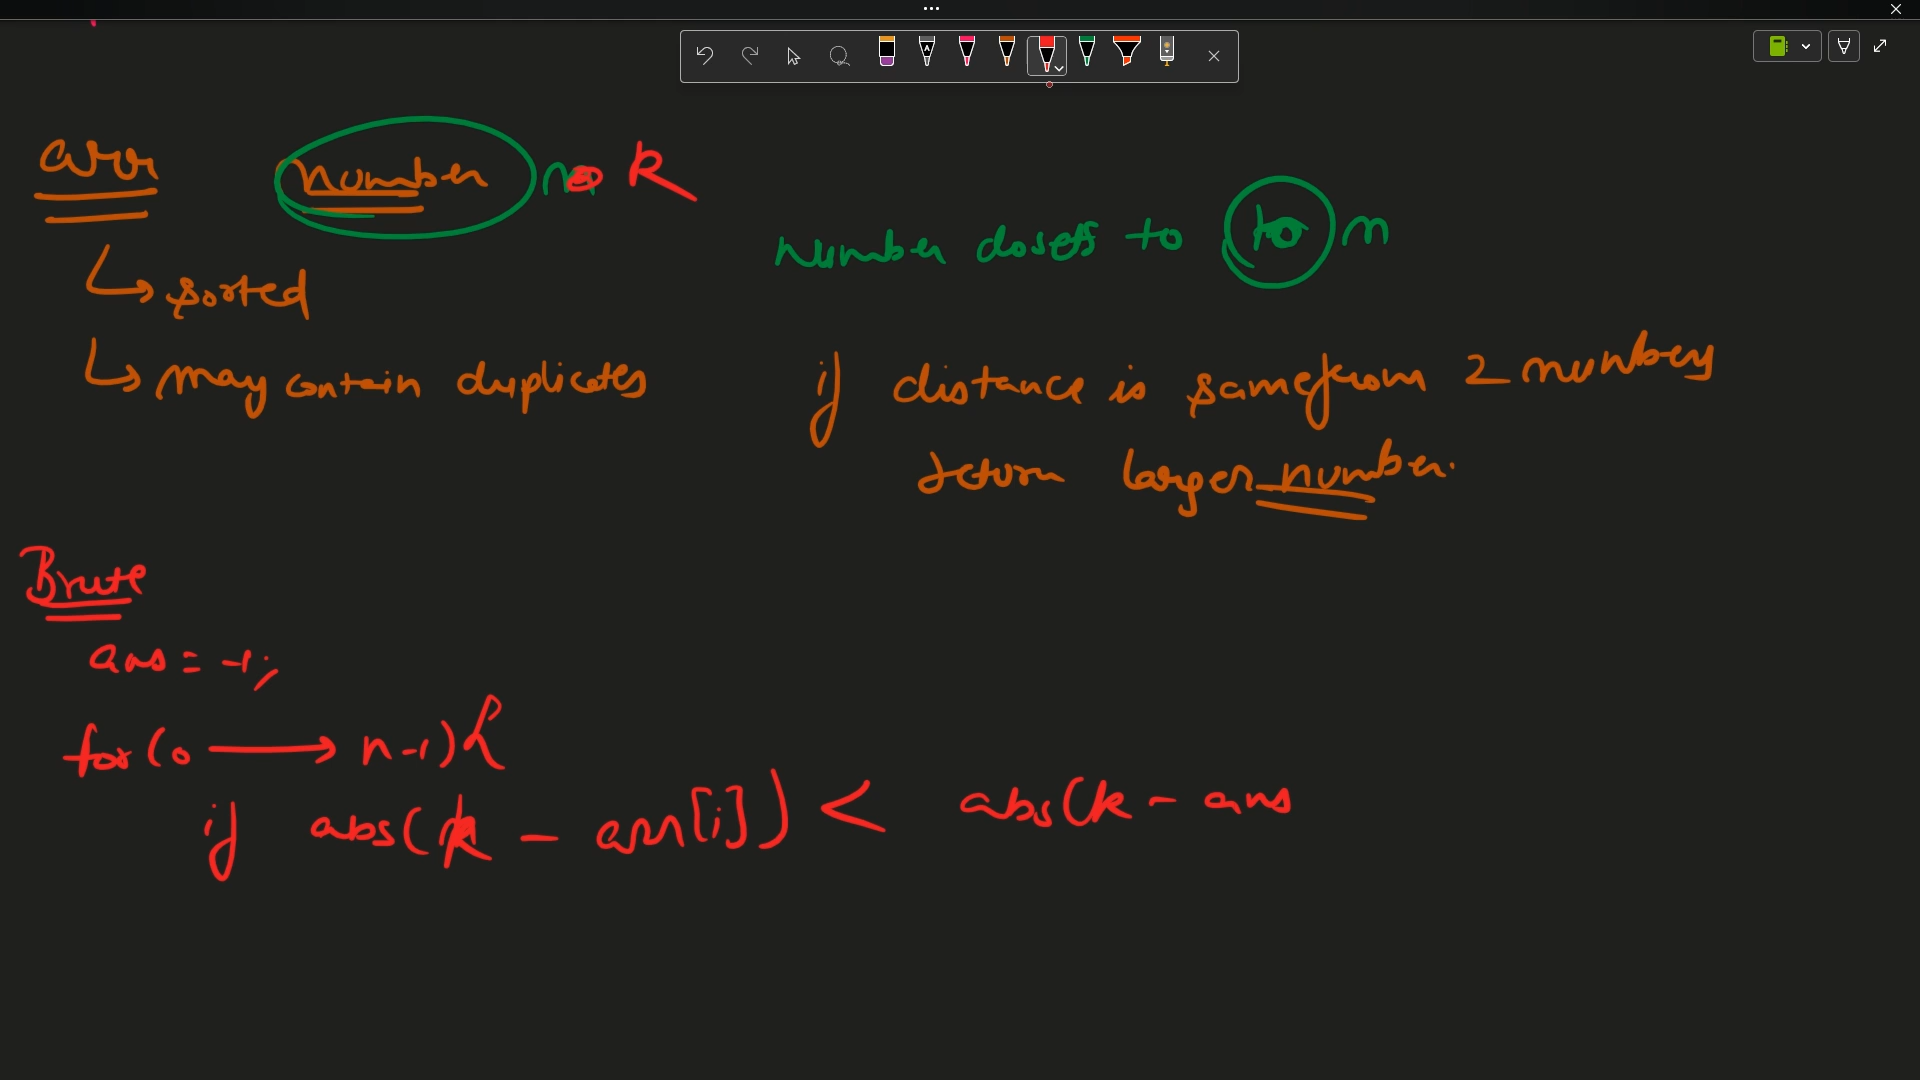 arr number k
Number closest to n
sorted
may contain duplicates
if distance is same from 2 numbers
return larger number.
Brute
ans = -1;
for (0 → n-1) {
if abs(k - arr[i]) < abs(k - ans